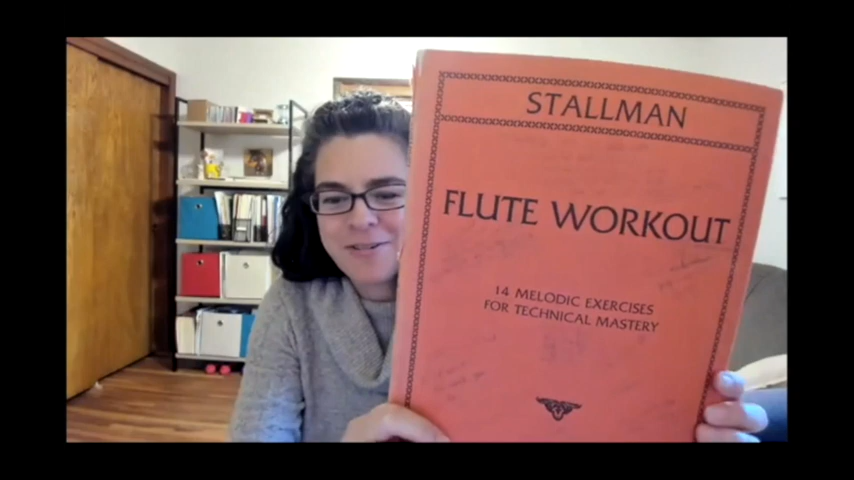 STALLMAN
FLUTE WORKOUT
14 MELODIC EXERCISES
FOR TECHNICAL MASTERY